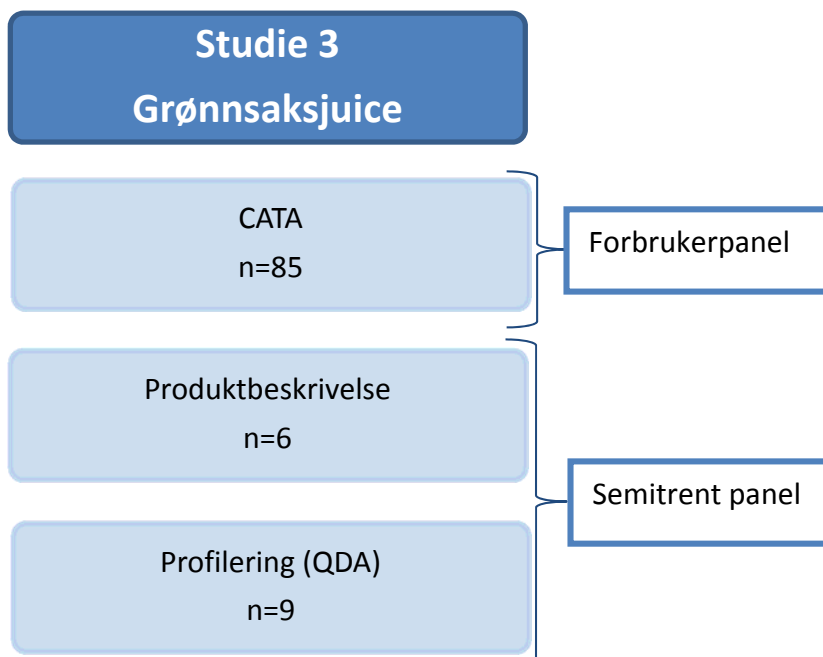 Studie 3
Grønnsaksjuice
CATA
n=85
Forbrukerpanel
Produktbeskrivelse
n=6
Semitrent panel
Profilering (QDA)
n=9